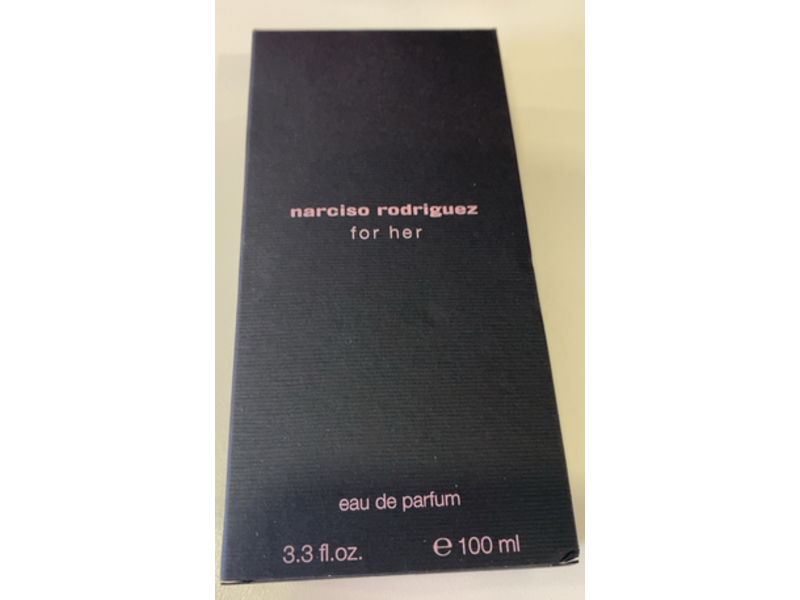 narciso rodriguez
for her
eau de parfum
3.3 fl.oz. ℮ 100 ml